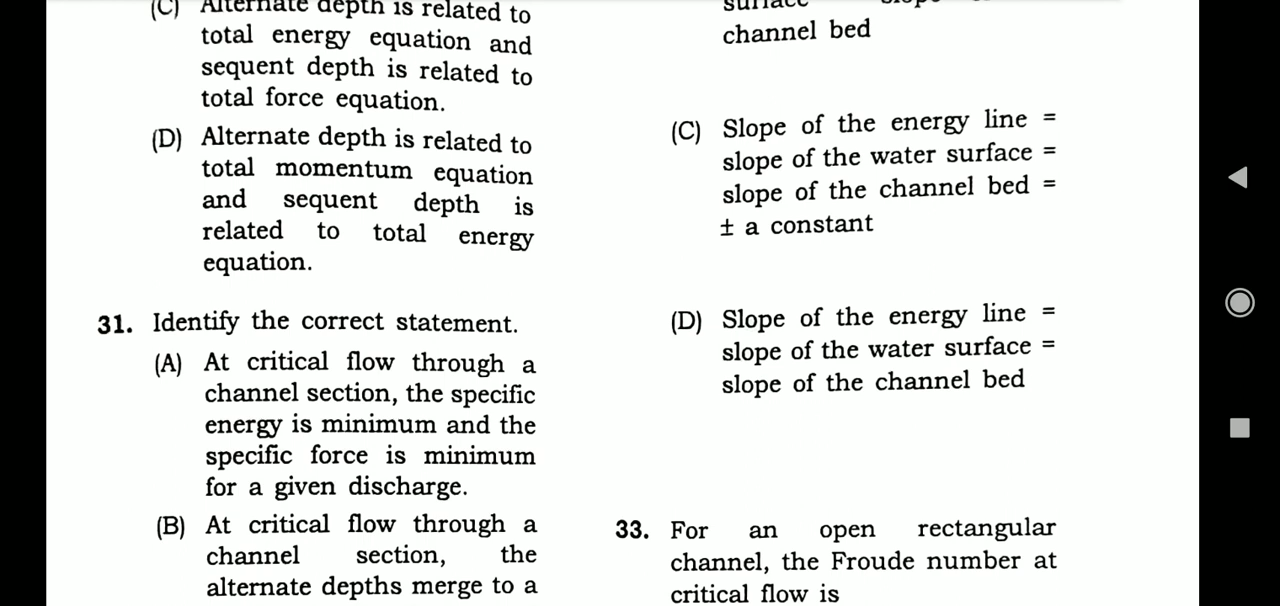 (C) Alternate depth is related to
total energy equation and
sequent depth is related to
total force equation.
(D) Alternate depth is related to
total momentum equation
and sequent depth is
related to total energy
equation.
31. Identify the correct statement.
(A) At critical flow through a
channel section, the specific
energy is minimum and the
specific force is minimum
for a given discharge.
(B) At critical flow through a
channel section, the
alternate depths merge to a
surface
channel bed
(C) Slope of the energy line =
slope of the water surface =
slope of the channel bed =
± a constant
(D) Slope of the energy line =
slope of the water surface =
slope of the channel bed
33. For an open rectangular
channel, the Froude number at
critical flow is